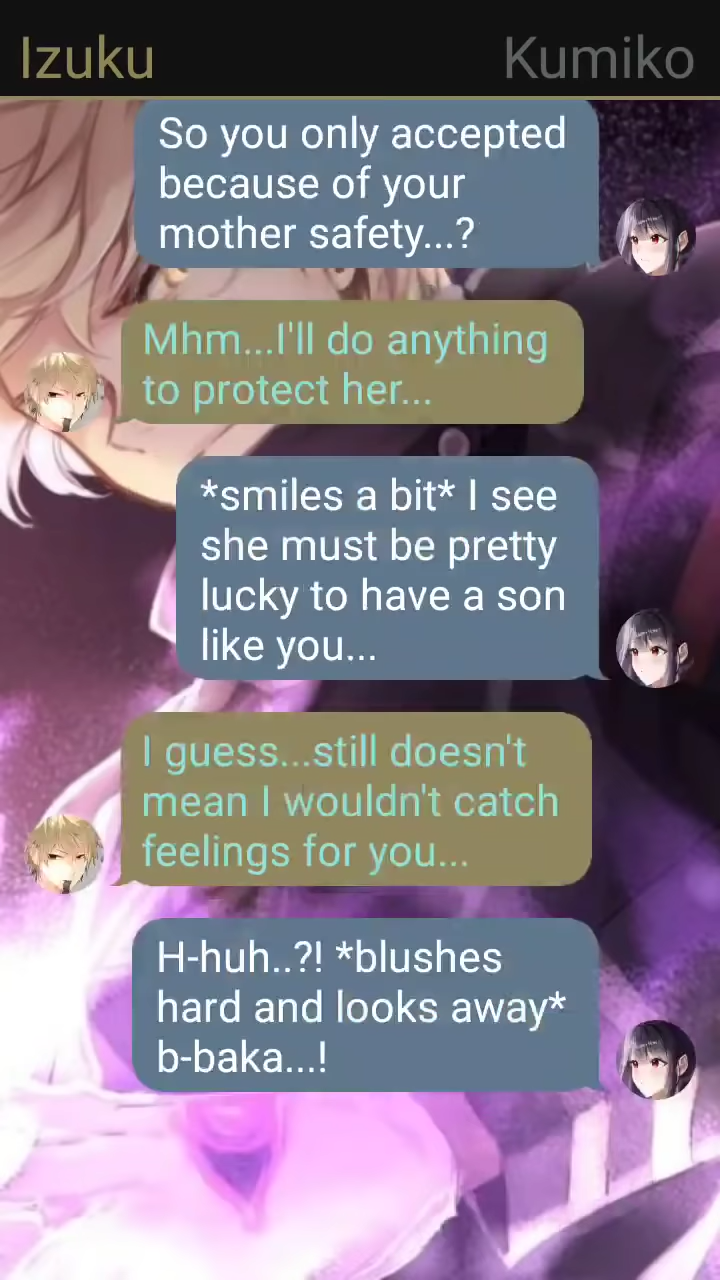 Izuku
Kumiko
So you only accepted
because of your
mother safety...?
Mhm...I'll do anything
to protect her...
*smiles a bit* I see
she must be pretty
lucky to have a son
like you...
I guess...still doesn't
mean I wouldn't catch
feelings for you...
H-huh..?! *blushes
hard and looks away*
b-baka...!